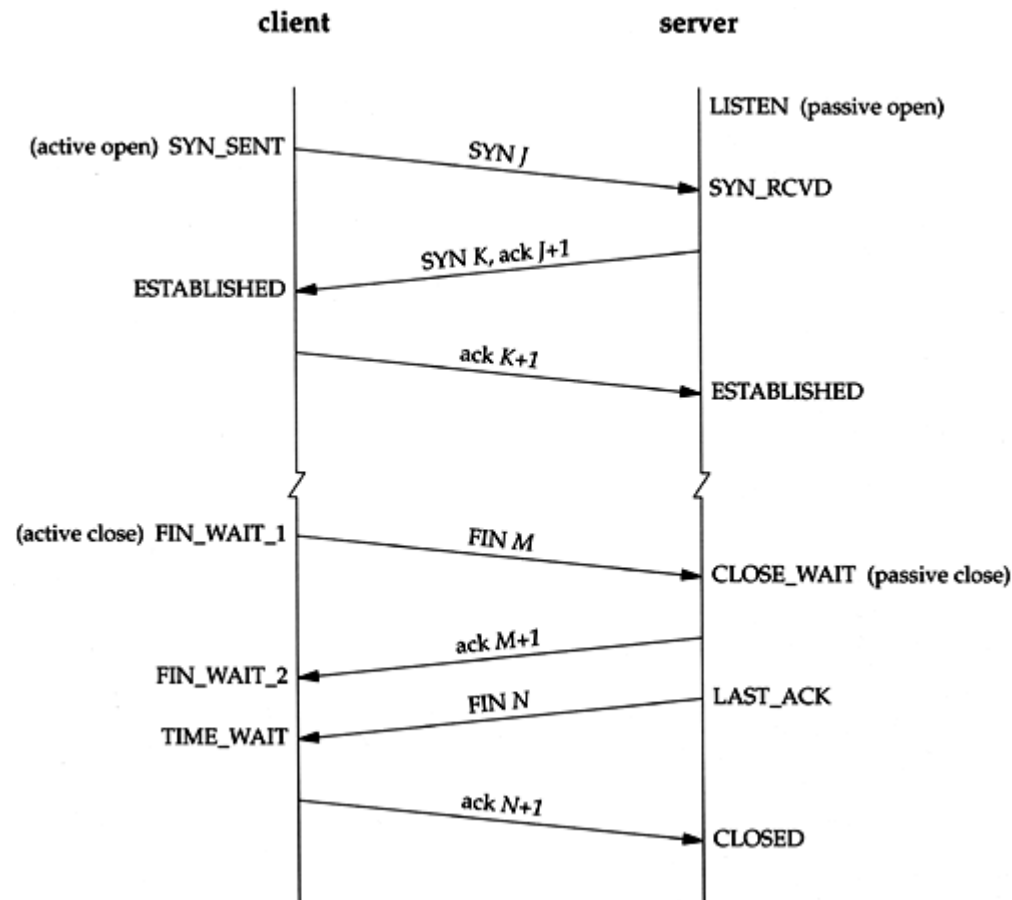 client server
LISTEN (passive open)
(active open) SYN_SENT
SYN J
SYN_RCVD
SYN K, ack J+1
ESTABLISHED
ack K+1
ESTABLISHED
(active close) FIN_WAIT_1
FIN M
CLOSE_WAIT (passive close)
ack M+1
FIN_WAIT_2
FIN N
LAST_ACK
TIME_WAIT
ack N+1
CLOSED